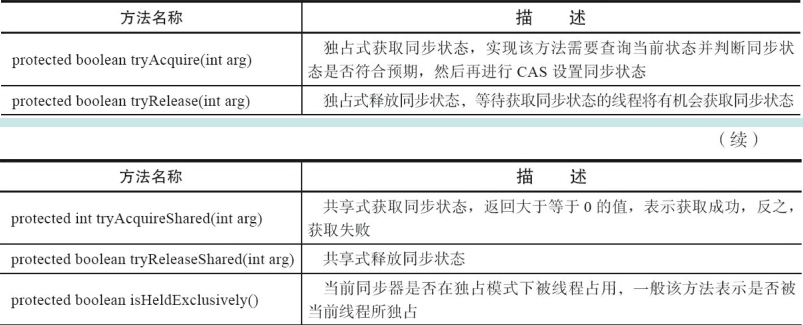 方法名称 描 述
protected boolean tryAcquire(int arg) 独占式获取同步状态，实现该方法需要查询当前状态并判断同步状
态是否符合预期，然后再进行 CAS 设置同步状态
protected boolean tryRelease(int arg) 独占式释放同步状态，等待获取同步状态的线程将有机会获取同步状态
（续）
方法名称 描 述
protected int tryAcquireShared(int arg) 共享式获取同步状态，返回大于等于 0 的值，表示获取成功，反之，
获取失败
protected boolean tryReleaseShared(int arg) 共享式释放同步状态
protected boolean isHeldExclusively() 当前同步器是否在独占模式下被线程占用，一般该方法表示是否被
当前线程所独占